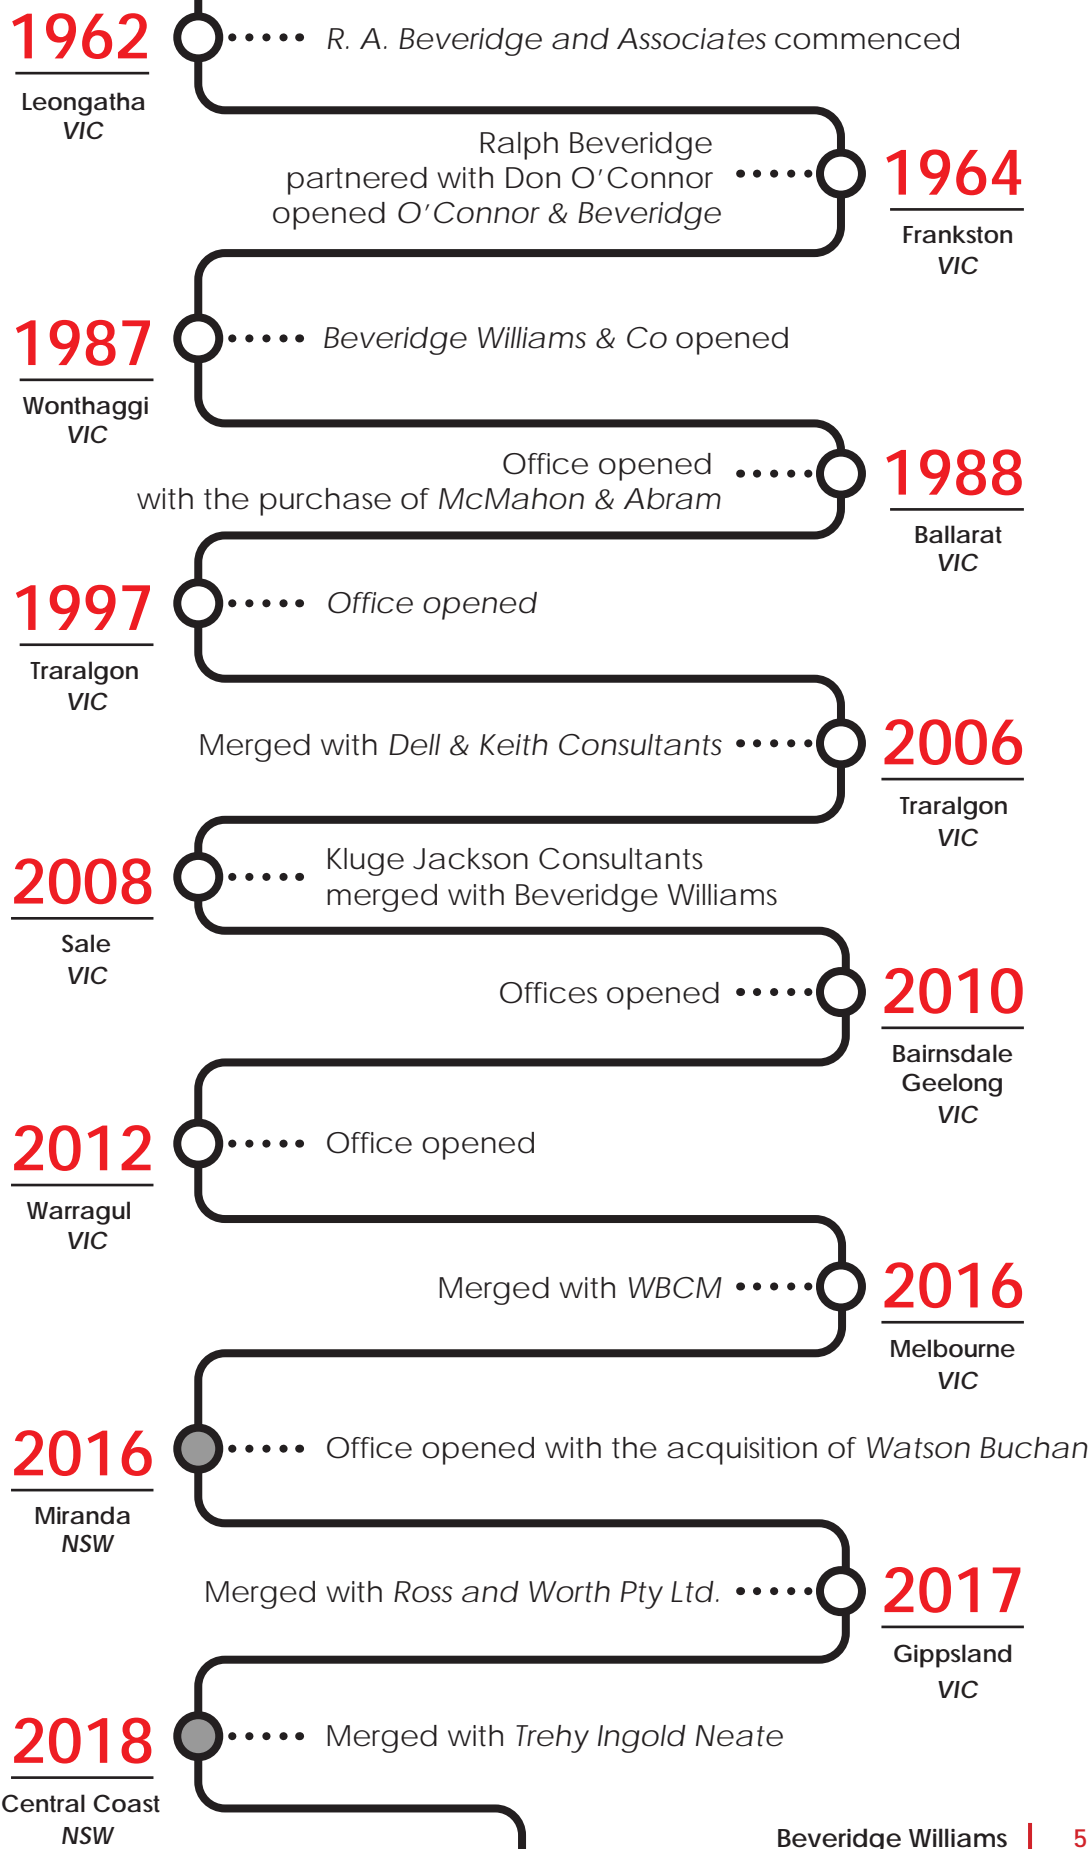 1962
R. A. Beveridge and Associates commenced
Leongatha
VIC
Ralph Beveridge
partnered with Don O'Connor
opened O'Connor & Beveridge
1964
Frankston
VIC
1987
Beveridge Williams & Co opened
Wonthaggi
VIC
Office opened
with the purchase of McMahon & Abram
1988
Ballarat
VIC
1997
Office opened
Traralgon
VIC
Merged with Dell & Keith Consultants
2006
Traralgon
VIC
2008
Kluge Jackson Consultants
merged with Beveridge Williams
Sale
VIC
Offices opened
2010
Bairnsdale
Geelong
VIC
2012
Office opened
Warragul
VIC
Merged with WBCM
2016
Melbourne
VIC
2016
Office opened with the acquisition of Watson Buchan
Miranda
NSW
Merged with Ross and Worth Pty Ltd.
2017
Gippsland
VIC
2018
Merged with Trehy Ingold Neate
Central Coast
NSW
Beveridge Williams | 5